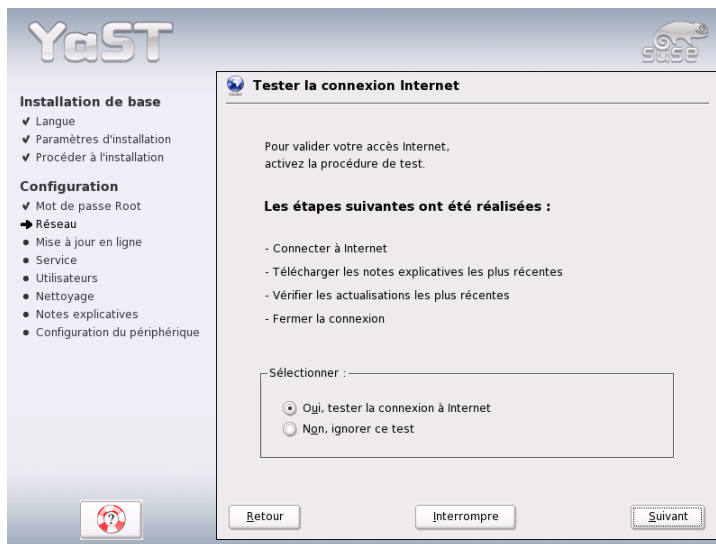 YaST
SUSE
Installation de base
Langue
Paramètres d'installation
Procéder à l'installation
Configuration
Mot de passe Root
Réseau
Mise à jour en ligne
Service
Utilisateurs
Nettoyage
Notes explicatives
Configuration du périphérique
Tester la connexion Internet
Pour valider votre accès Internet,
activez la procédure de test.
Les étapes suivantes ont été réalisées :
- Connecter à Internet
- Télécharger les notes explicatives les plus récentes
- Vérifier les actualisations les plus récentes
- Fermer la connexion
Sélectionner :
Oui, tester la connexion à Internet
Non, ignorer ce test
?
Retour
Interrompre
Suivant